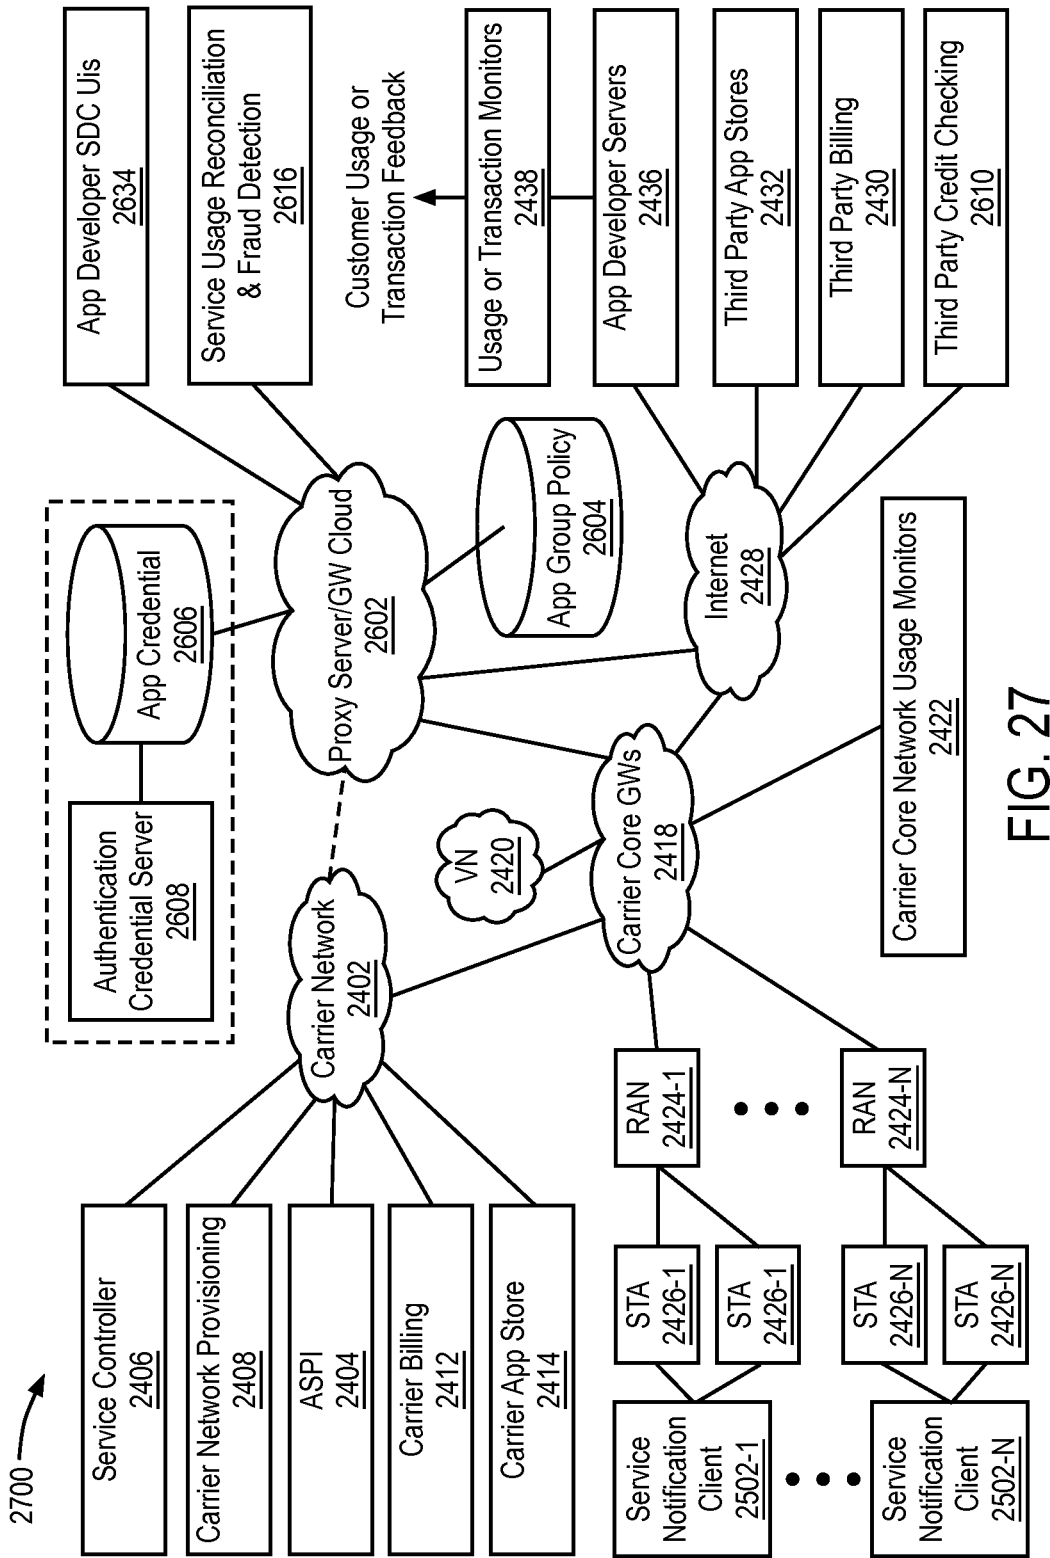 2700
Service Controller
2406
Carrier Network Provisioning
2408
ASPI
2404
Carrier Billing
2412
Carrier App Store
2414
Service
Notification
Client
2502-1
Service
Notification
Client
2502-N
STA
2426-1
STA
2426-1
STA
2426-N
STA
2426-N
RAN
2424-1
RAN
2424-N
Authentication
Credential Server
2608
App Credential
2606
Carrier Network
2402
VN
2420
Carrier Core GWs
2418
Carrier Core Network Usage Monitors
2422
Proxy Server/GW Cloud
2602
App Group Policy
2604
Internet
2428
App Developer SDC Uis
2634
Service Usage Reconciliation
& Fraud Detection
2616
Customer Usage or
Transaction Feedback
Usage or Transaction Monitors
2438
App Developer Servers
2436
Third Party App Stores
2432
Third Party Billing
2430
Third Party Credit Checking
2610
FIG. 27